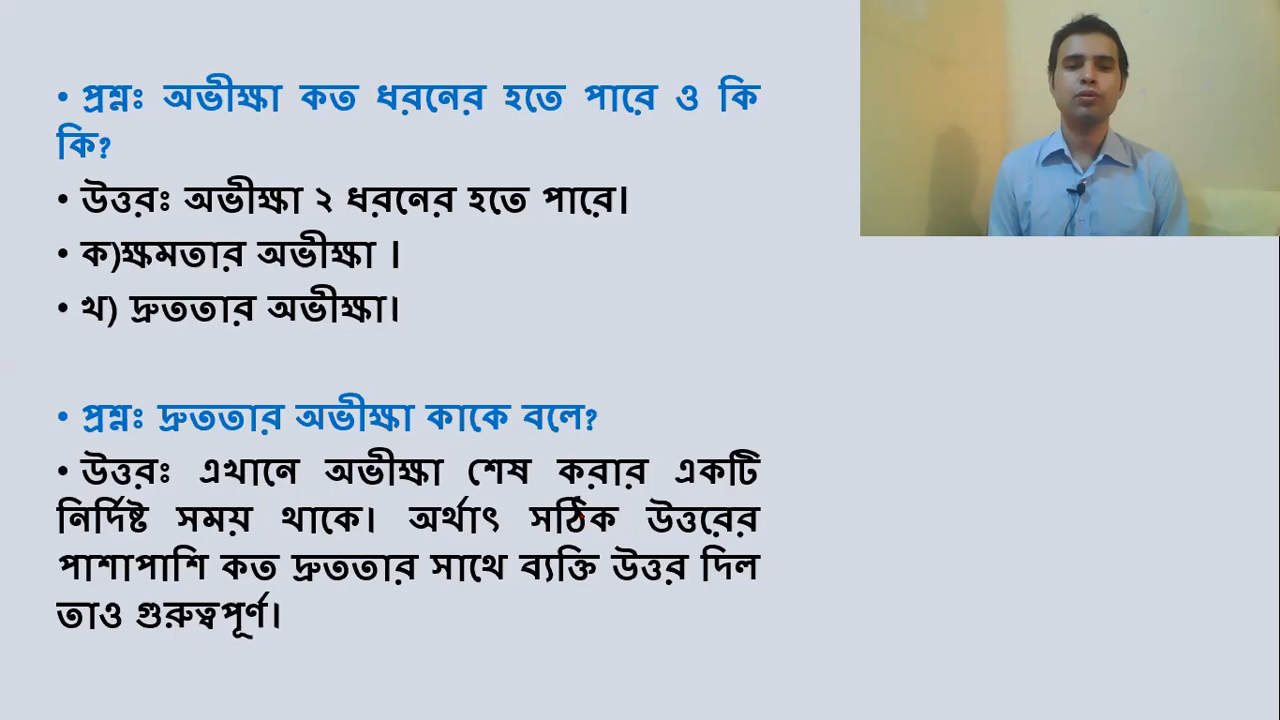 • প্রশ্নঃ অভীক্ষা কত ধরনের হতে পারে ও কি
কি?
• উত্তরঃ অভীক্ষা ২ ধরনের হতে পারে।
• ক)ক্ষমতার অভীক্ষা ।
• খ) দ্রুততার অভীক্ষা।
• প্রশ্নঃ দ্রুততার অভীক্ষা কাকে বলে?
• উত্তরঃ এখানে অভীক্ষা শেষ করার একটি
নির্দিষ্ট সময় থাকে। অর্থাৎ সঠিক উত্তরের
পাশাপাশি কত দ্রুততার সাথে ব্যক্তি উত্তর দিল
তাও গুরুত্বপূর্ণ।